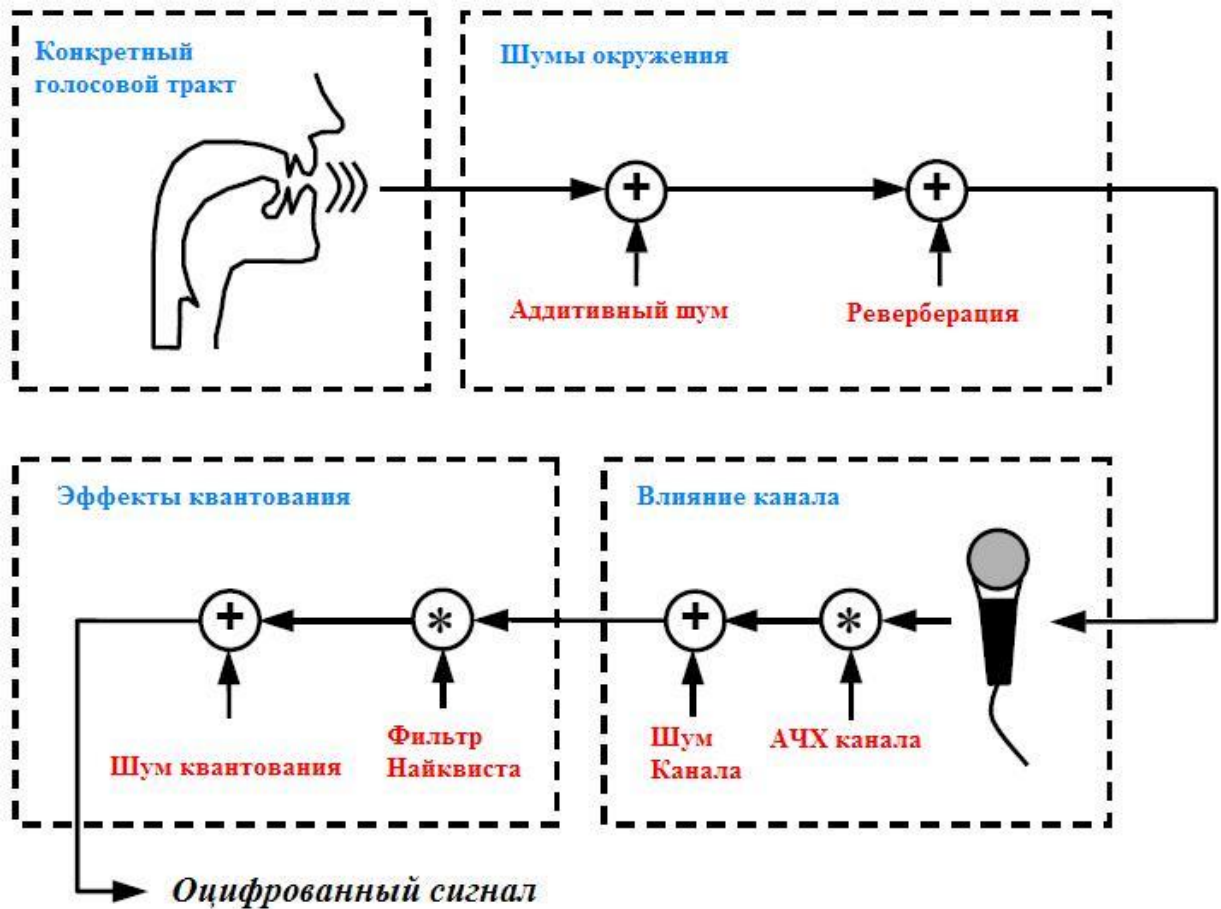 Конкретный
голосовой тракт
Шумы окружения
+
+
Аддитивный шум
Реверберация
Эффекты квантования
Влияние канала
+
*
+
*
Шум квантования
Фильтр
Найквиста
Шум
Канала
АЧХ канала
Оцифрованный сигнал